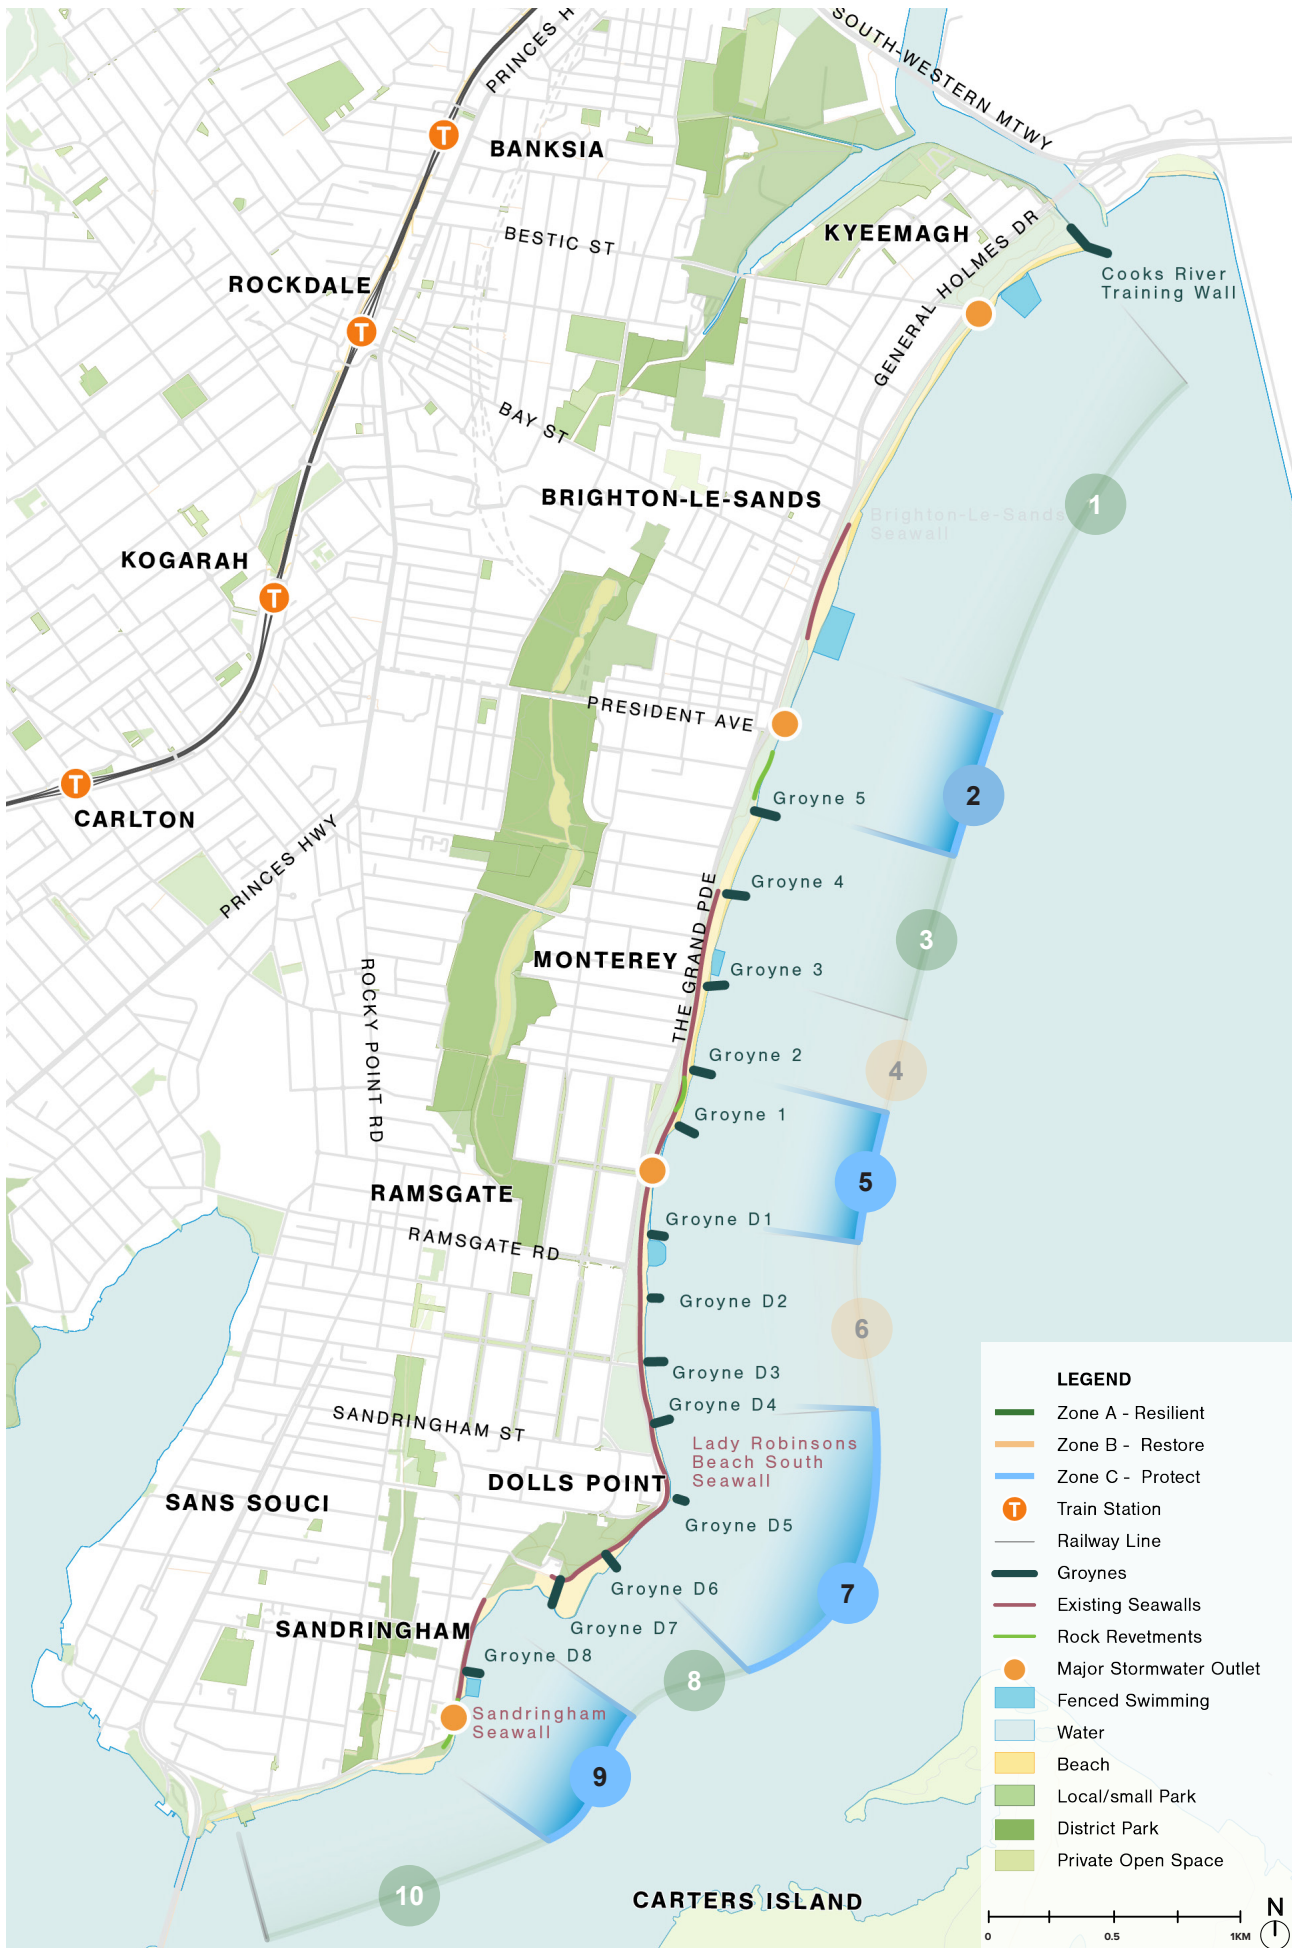 SOUTH-WESTERN MTWY
PRINCES H
T
BANKSIA
KYEEMAGH
BESTIC ST
GENERAL HOLMES DR
Cooks River
Training Wall
ROCKDALE
T
BAY ST
BRIGHTON-LE-SANDS
1
Brighton-Le-Sands
Seawall
KOGARAH
T
PRESIDENT AVE
T
CARLTON
2
Groyne 5
PRINCES HWY
Groyne 4
THE GRAND PDE
3
MONTEREY
Groyne 3
ROCKY POINT RD
Groyne 2
4
Groyne 1
5
RAMSGATE
Groyne D1
RAMSGATE RD
Groyne D2
6
Groyne D3
Groyne D4
SANDRINGHAM ST
Lady Robinsons
Beach South
Seawall
DOLLS POINT
SANS SOUCI
Groyne D5
Groyne D6
7
Groyne D7
SANDRINGHAM
Groyne D8
8
Sandringham
Seawall
9
10
CARTERS ISLAND
LEGEND
Zone A - Resilient
Zone B - Restore
Zone C - Protect
T Train Station
Railway Line
Groynes
Existing Seawalls
Rock Revetments
Major Stormwater Outlet
Fenced Swimming
Water
Beach
Local/small Park
District Park
Private Open Space
N
0 0.5 1KM